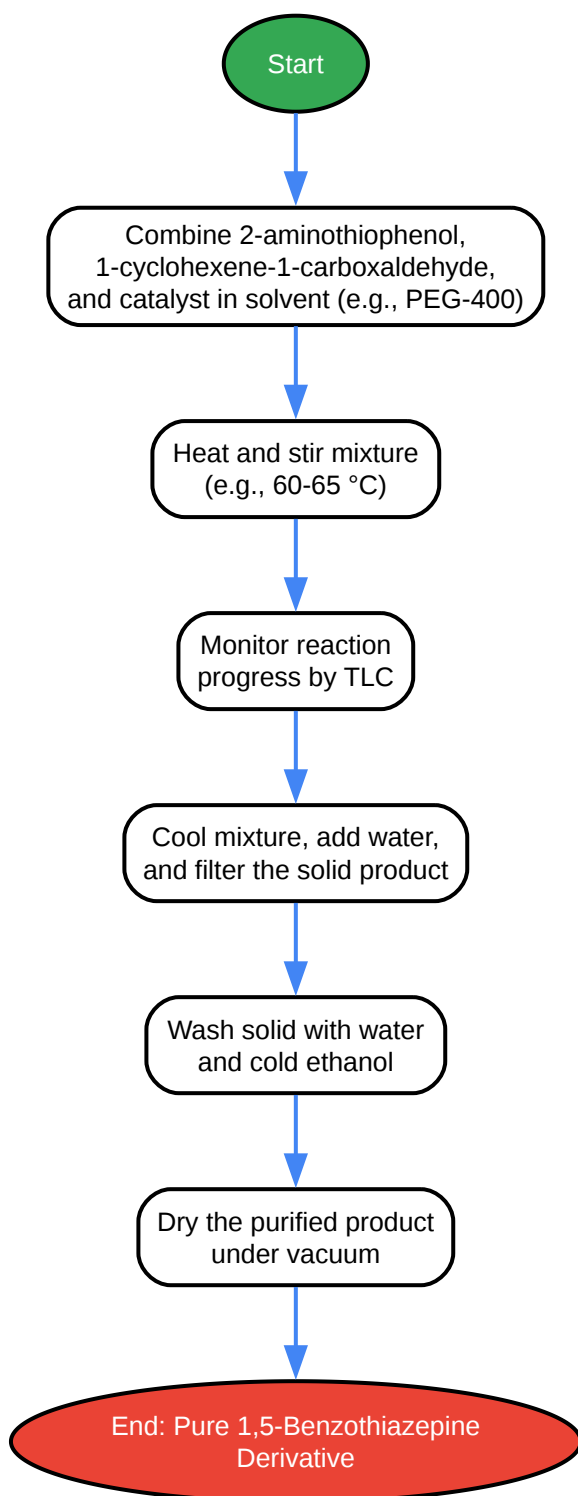 Start
Combine 2-aminothiophenol,
1-cyclohexene-1-carboxaldehyde,
and catalyst in solvent (e.g., PEG-400)
Heat and stir mixture
(e.g., 60-65 °C)
Monitor reaction
progress by TLC
Cool mixture, add water,
and filter the solid product
Wash solid with water
and cold ethanol
Dry the purified product
under vacuum
End: Pure 1,5-Benzothiazepine
Derivative